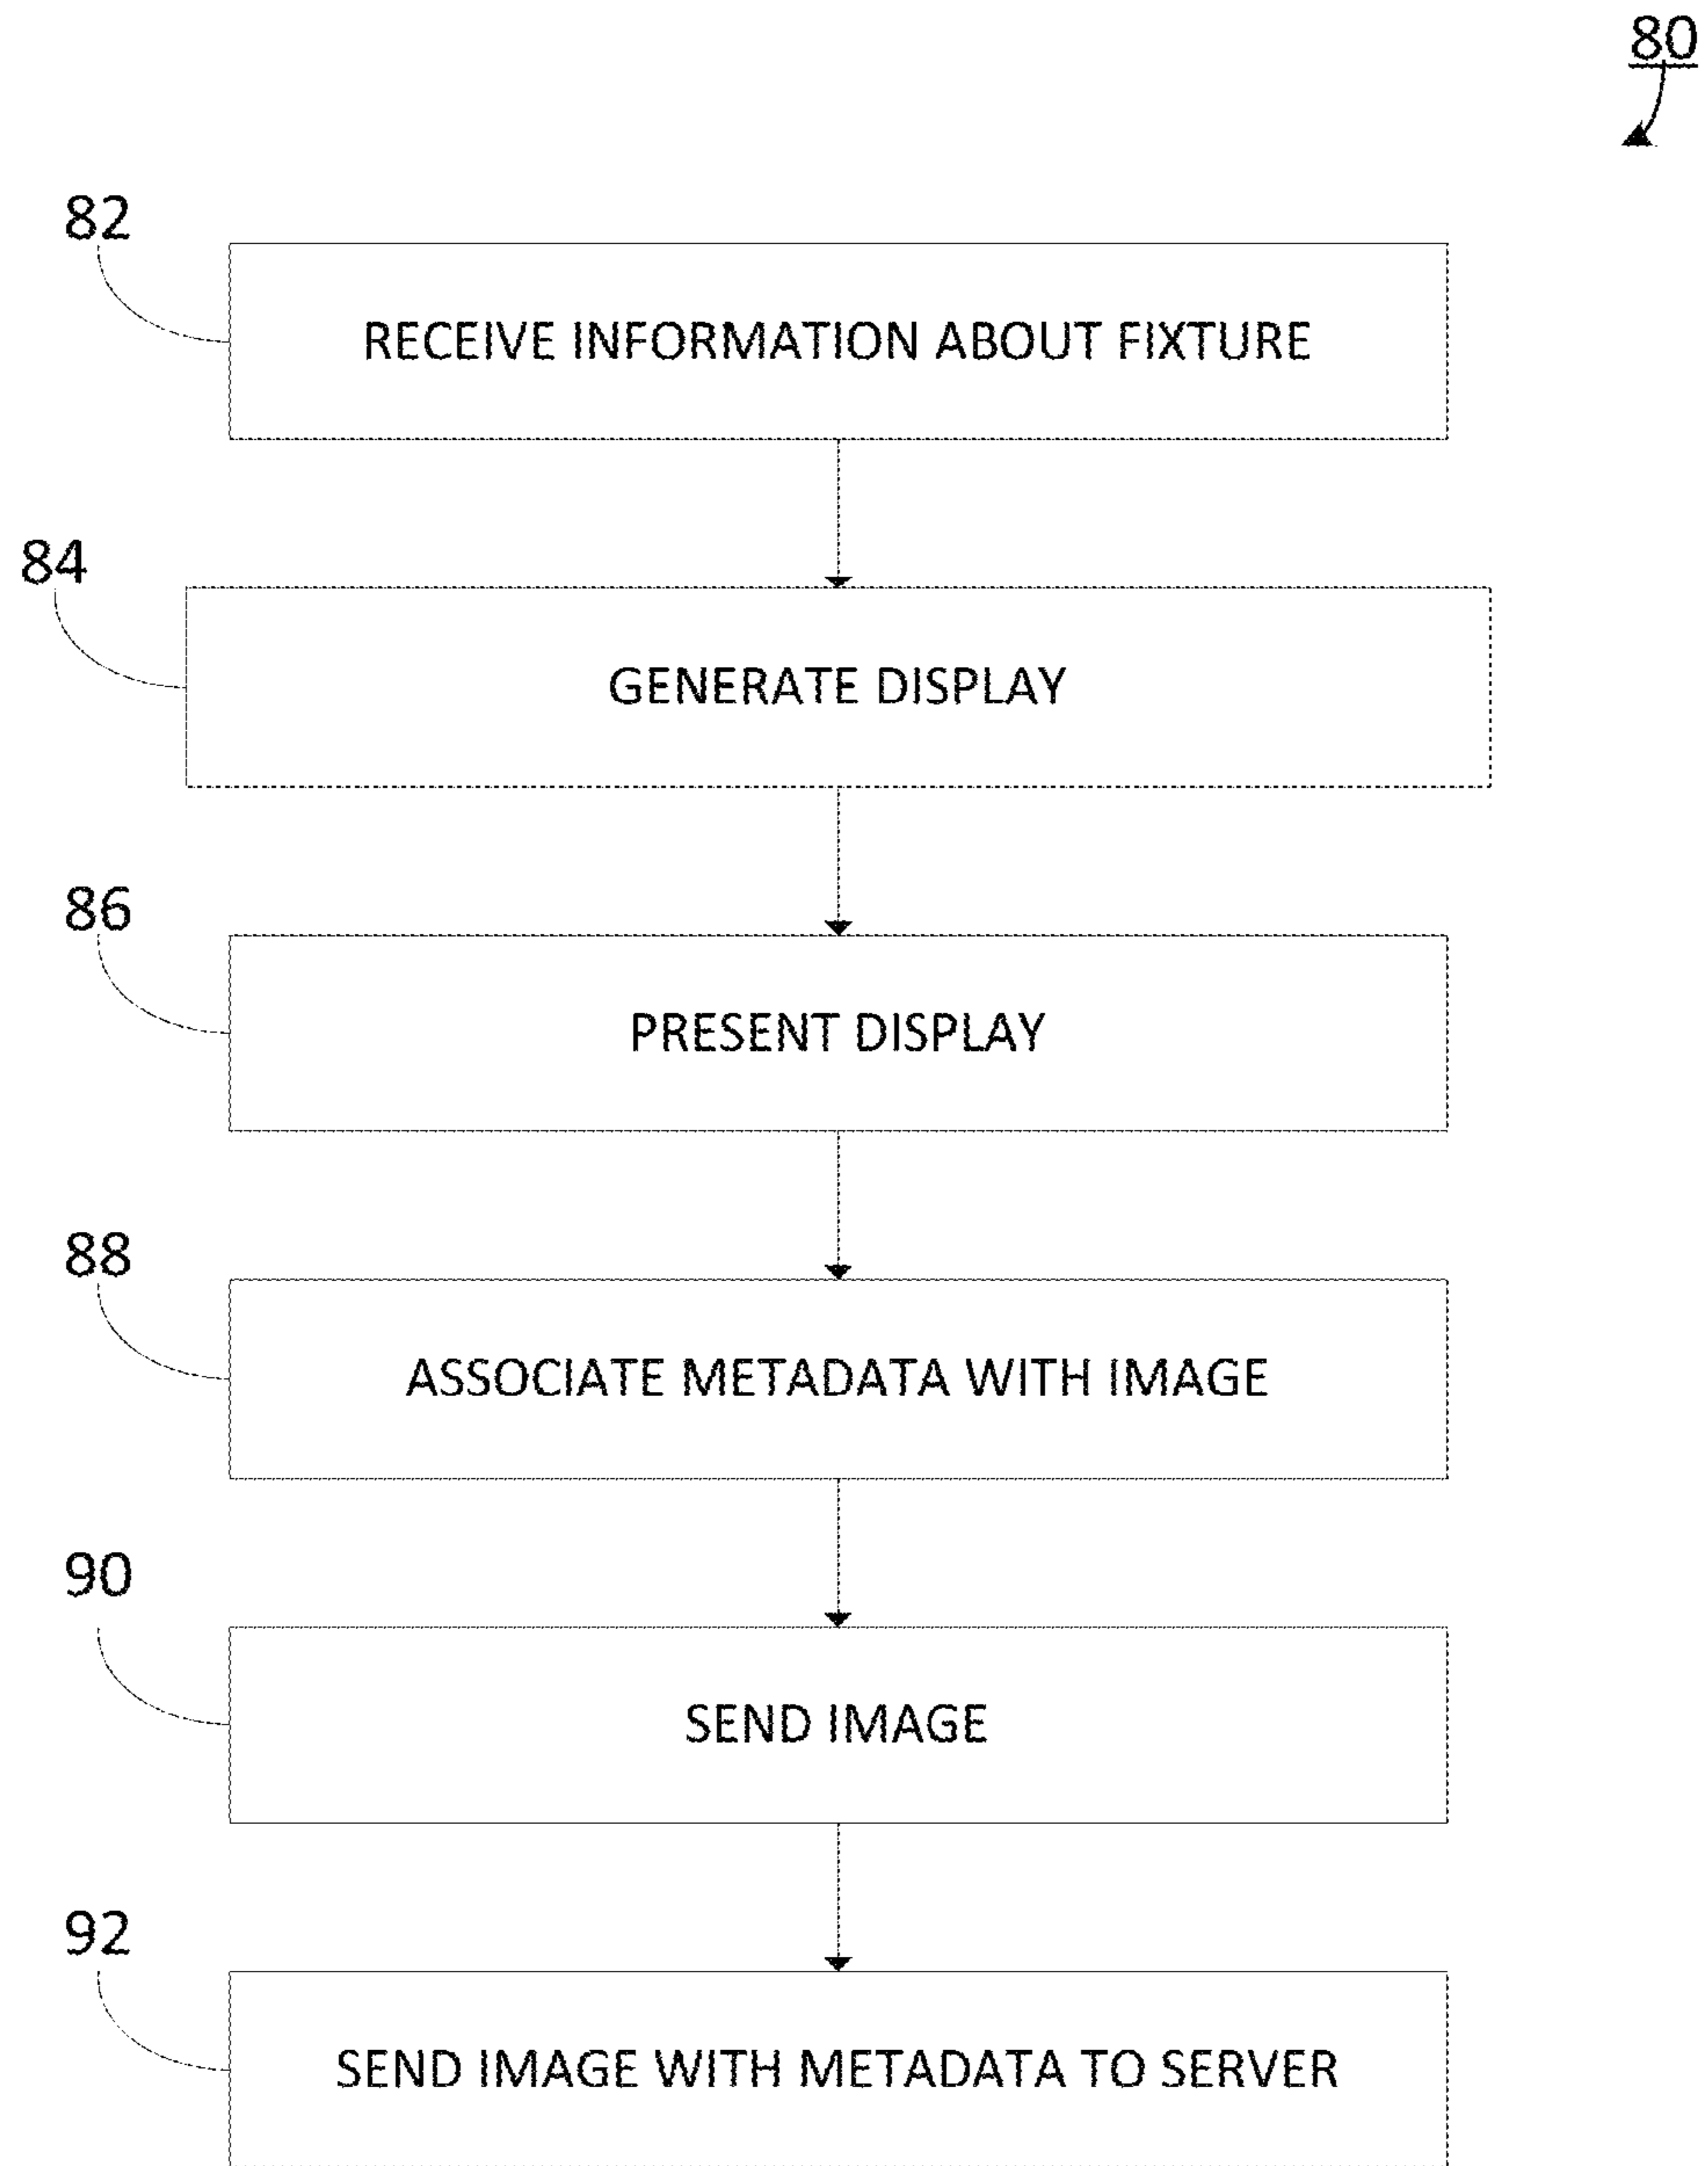 80
82
RECEIVE INFORMATION ABOUT FIXTURE
84
GENERATE DISPLAY
86
PRESENT DISPLAY
88
ASSOCIATE METADATA WITH IMAGE
90
SEND IMAGE
92
SEND IMAGE WITH METADATA TO SERVER